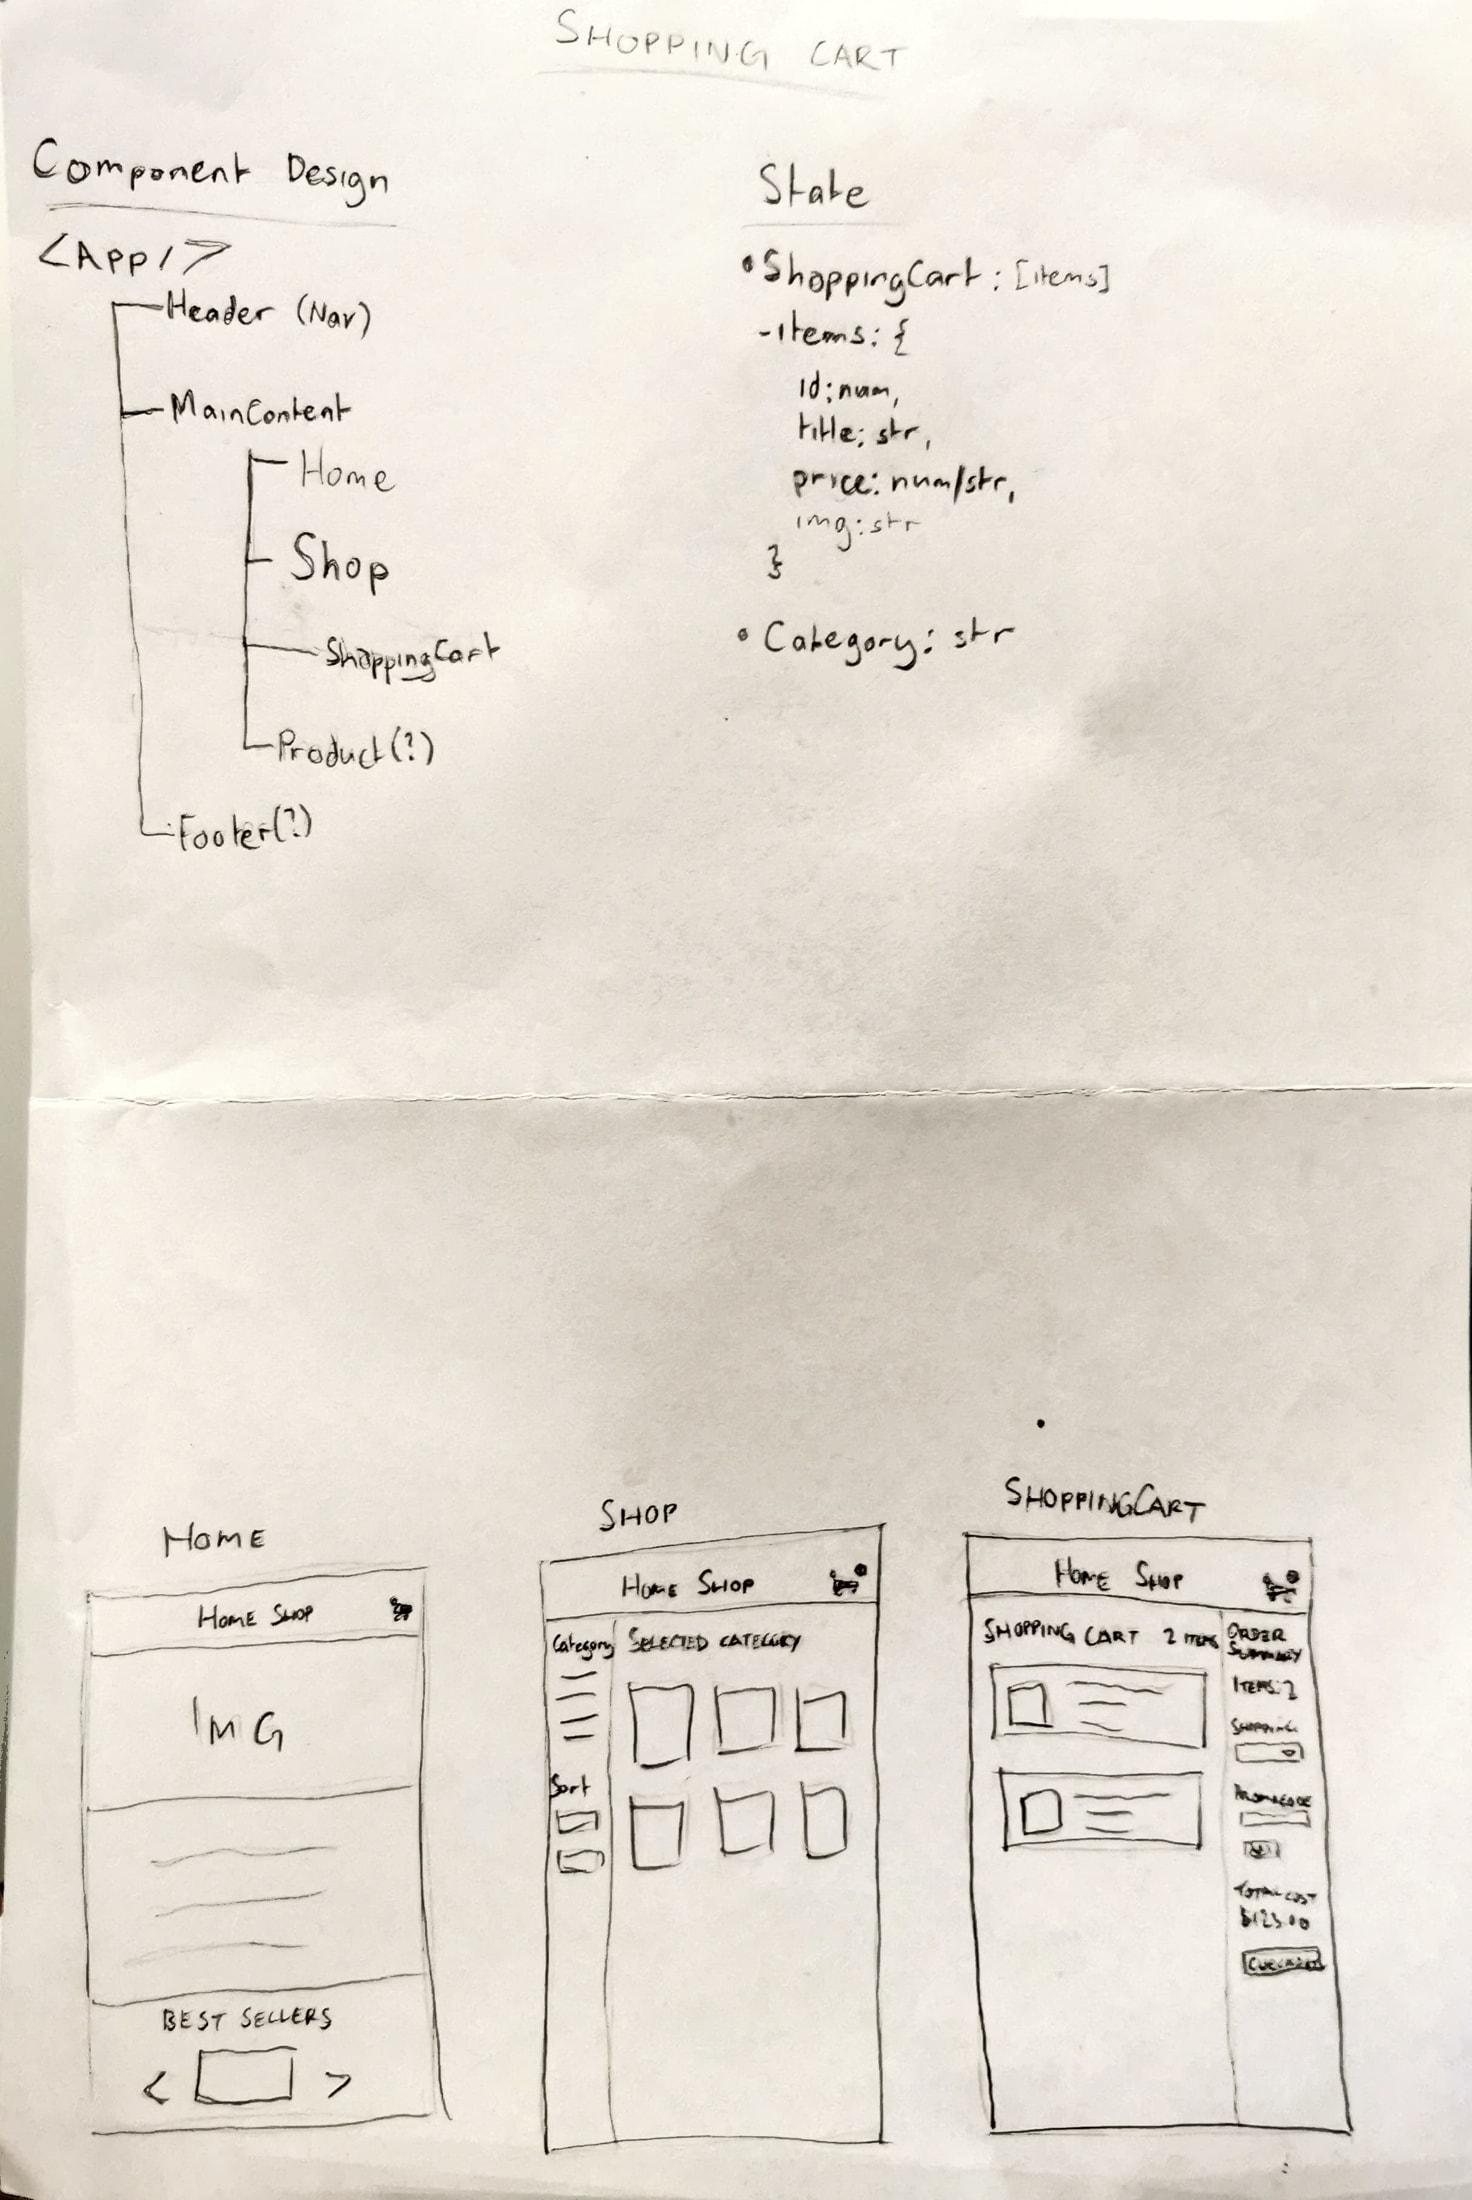 SHOPPING CART
Component Design
<APP/>
Header (Nav)
MainContent
Home
Shop
ShoppingCart
Product(?)
Footer(?)
State
• ShoppingCart: [items]
- items: {
id: num,
title: str,
price: num/str,
img: str
}
• Category: str
HOME
HOME SHOP
IMG
BEST SELLERS
< >
SHOP
HOME SHOP
Category
SELECTED CATEGORY
Sort
SHOPPINGCART
HOME SHOP
SHOPPING CART 2 ITEMS
ORDER
SUMMARY
ITEMS: 2
SHIPPING
PROMOCODE
TOTAL COST
$123.00
CHECKOUT